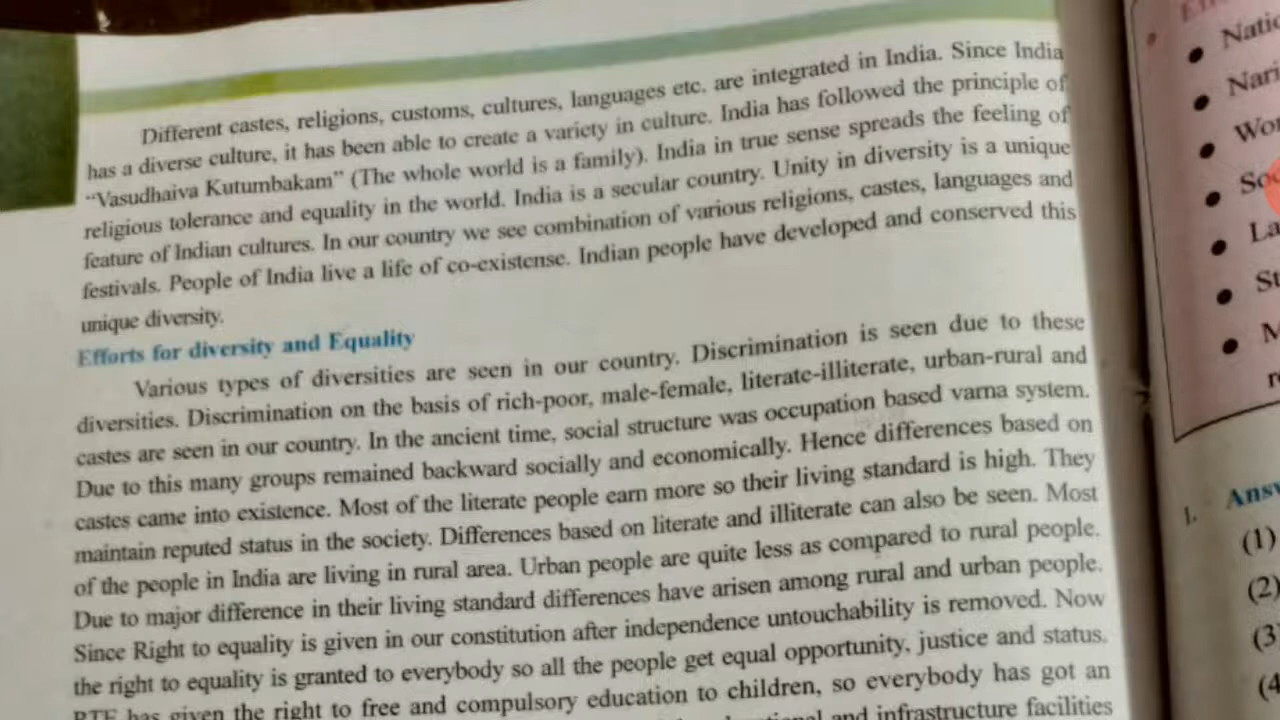 Different castes, religions, customs, cultures, languages etc. are integrated in India. Since India
has a diverse culture, it has been able to create a variety in culture. India has followed the principle of
“Vasudhaiva Kutumbakam” (The whole world is a family). India in true sense spreads the feeling of
religious tolerance and equality in the world. India is a secular country. Unity in diversity is a unique
feature of Indian cultures. In our country we see combination of various religions, castes, languages and
festivals. People of India live a life of co-existense. Indian people have developed and conserved this
unique diversity.
Efforts for diversity and Equality
Various types of diversities are seen in our country. Discrimination is seen due to these
diversities. Discrimination on the basis of rich-poor, male-female, literate-illiterate, urban-rural and
castes are seen in our country. In the ancient time, social structure was occupation based varna system.
Due to this many groups remained backward socially and economically. Hence differences based on
castes came into existence. Most of the literate people earn more so their living standard is high. They
maintain reputed status in the society. Differences based on literate and illiterate can also be seen. Most
of the people in India are living in rural area. Urban people are quite less as compared to rural people.
Due to major difference in their living standard differences have arisen among rural and urban people.
Since Right to equality is given in our constitution after independence untouchability is removed. Now
the right to equality is granted to everybody so all the people get equal opportunity, justice and status.
RTE has given the right to free and compulsory education to children, so everybody has got an
and infrastructure facilities
Natio
Nari
Wor
So
La
St
M
r
1. Answ
(1)
(2)
(3)
(4